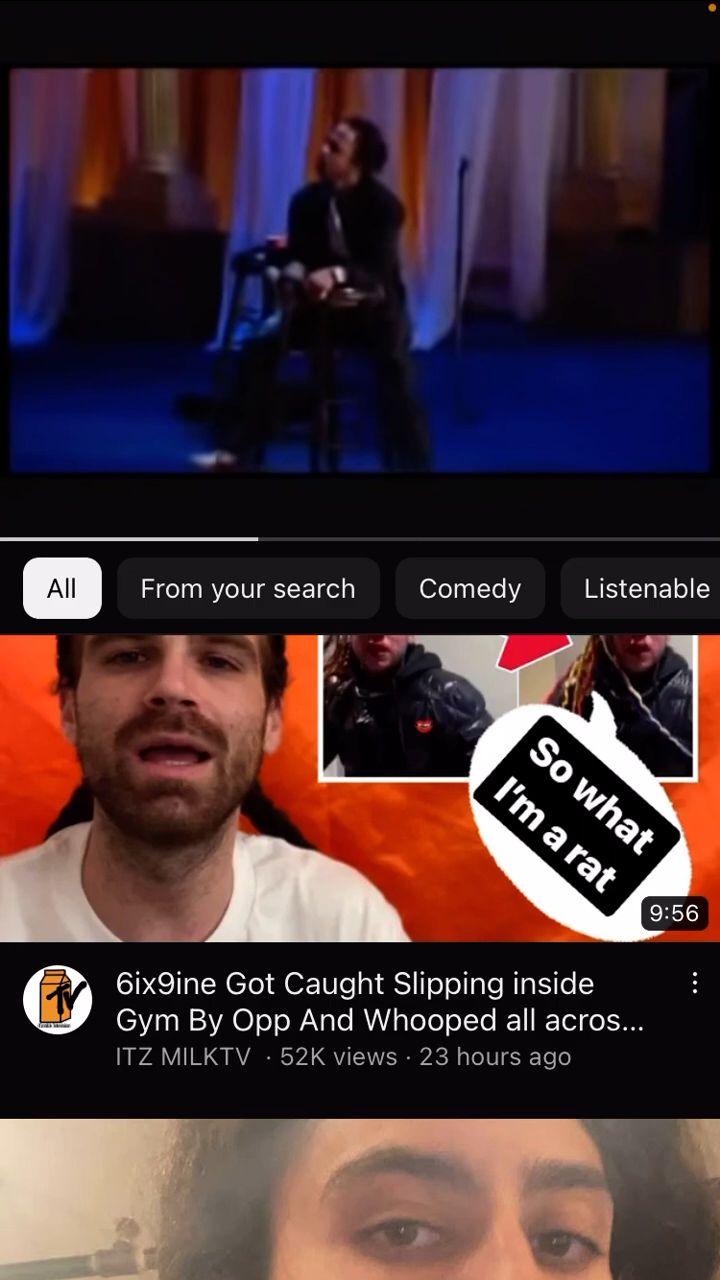 All
From your search
Comedy
Listenable
So what
I'm a rat
9:56
TV
6ix9ine Got Caught Slipping inside
Gym By Opp And Whooped all acros...
ITZ MILKTV · 52K views · 23 hours ago